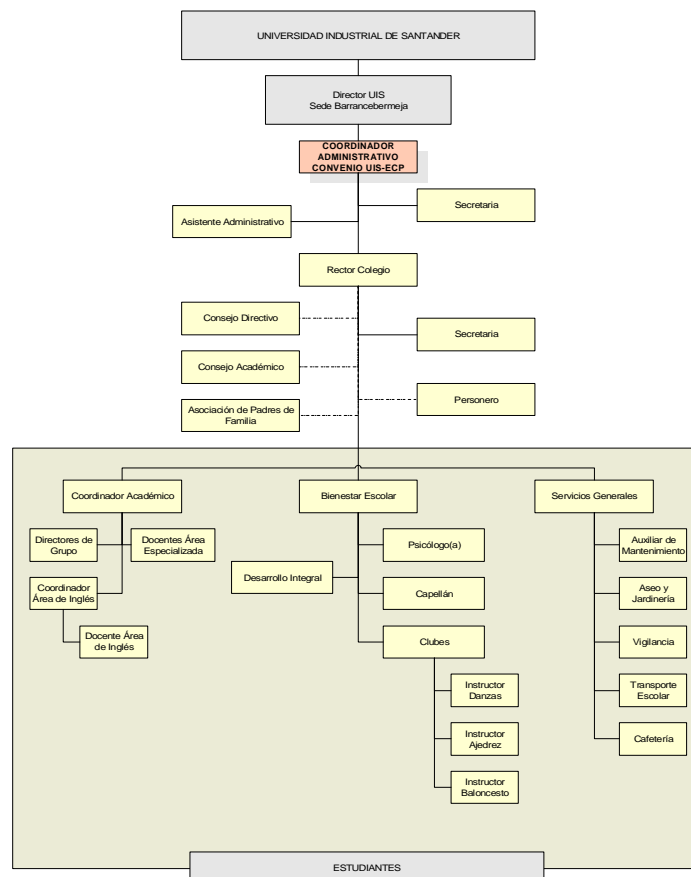 UNIVERSIDAD INDUSTRIAL DE SANTANDER
Director UIS
Sede Barrancebermeja
COORDINADOR
ADMINISTRATIVO
CONVENIO UIS-ECP
Secretaria
Asistente Administrativo
Rector Colegio
Consejo Directivo
Secretaria
Consejo Académico
Personero
Asociación de Padres de
Familia
Coordinador Académico
Bienestar Escolar
Servicios Generales
Directores de
Grupo
Docentes Área
Especializada
Coordinador
Área de Inglés
Docente Área
de Inglés
Psicólogo(a)
Desarrollo Integral
Capellán
Clubes
Instructor
Danzas
Instructor
Ajedrez
Instructor
Baloncesto
Auxiliar de
Mantenimiento
Aseo y
Jardinería
Vigilancia
Transporte
Escolar
Cafetería
ESTUDIANTES